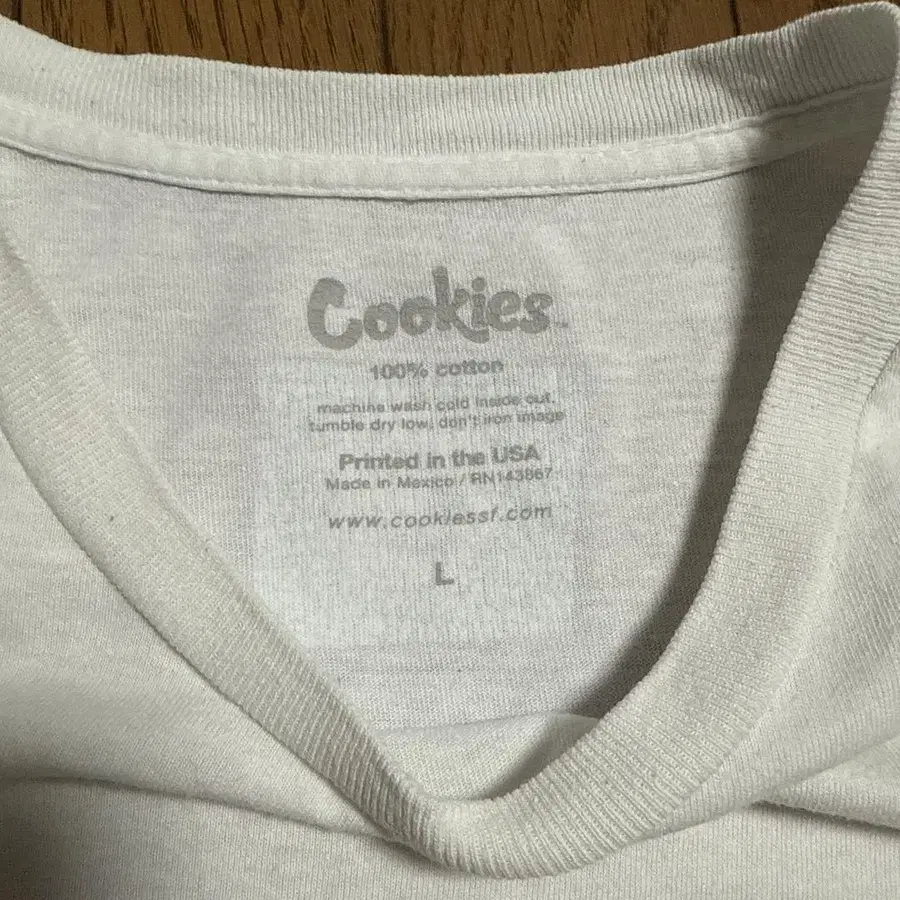 Cookies™
100% cotton
machine wash cold inside out.
tumble dry low, don't iron image
Printed in the USA
Made in Mexico / RN143867
www.cookiessf.com
L